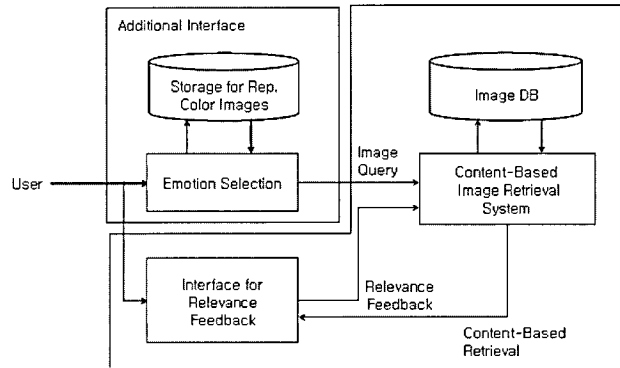 Additional Interface
Storage for Rep.
Color Images
Image DB
User
Emotion Selection
Image
Query
Content-Based
Image Retrieval
System
Interface for
Relevance
Feedback
Relevance
Feedback
Content-Based
Retrieval